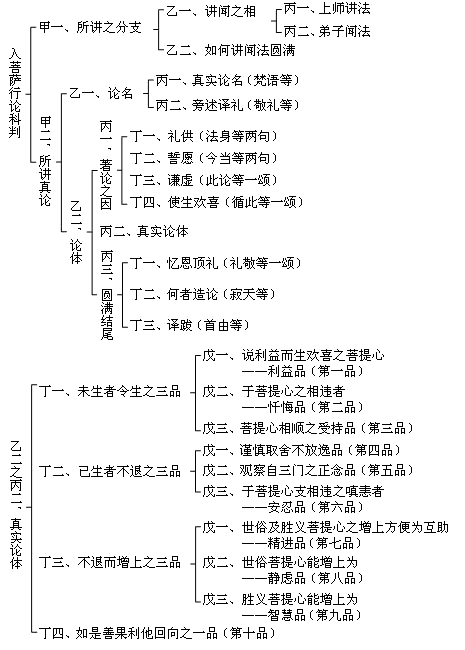 入菩萨行论科判
甲一、所讲之分支
乙一、讲闻之相
丙一、上师讲法
丙二、弟子闻法
乙二、如何讲闻法圆满
甲二、所讲真论
乙一、论名
丙一、真实论名（梵语等）
丙二、旁述译礼（敬礼等）
乙二、论体
丙一、著论之因
丁一、礼供（法身等两句）
丁二、誓愿（今当等两句）
丁三、谦虚（此论等一颂）
丁四、使生欢喜（循此等一颂）
丙二、真实论体
丙三、圆满结尾
丁一、忆恩顶礼（礼敬等一颂）
丁二、何者造论（寂天等）
丁三、译跋（首由等）
乙二之丙二、真实论体
丁一、未生者令生之三品
戊一、说利益而生欢喜之菩提心
——利益品（第一品）
戊二、于菩提心之相违者
——忏悔品（第二品）
戊三、菩提心相顺之受持品（第三品）
丁二、已生者不退之三品
戊一、谨慎取舍不放逸品（第四品）
戊二、观察自三门之正念品（第五品）
戊三、于菩提心支相违之嗔恚者
——安忍品（第六品）
丁三、不退而增上之三品
戊一、世俗及胜义菩提心之增上方便为互助
——精进品（第七品）
戊二、世俗菩提心能增上为
——静虑品（第八品）
戊三、胜义菩提心能增上为
——智慧品（第九品）
丁四、如是善果利他回向之一品（第十品）